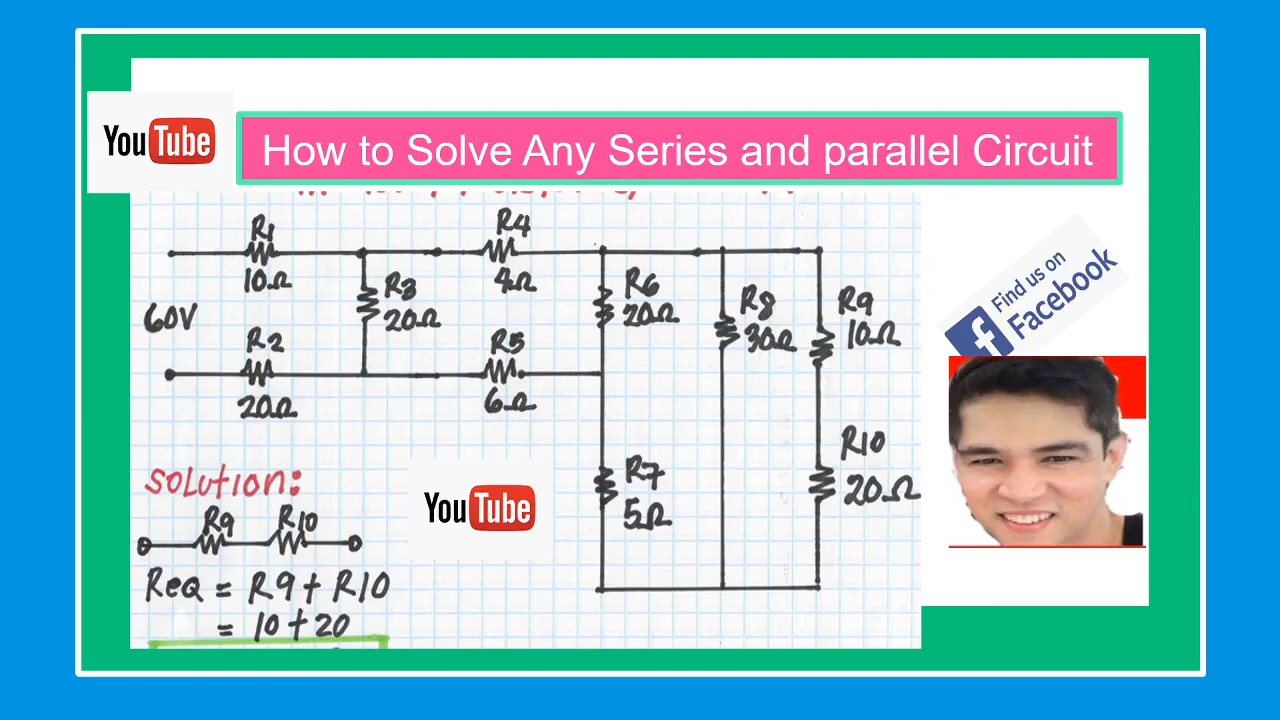 YouTube
How to Solve Any Series and parallel Circuit
R1
10Ω
R4
4Ω
R3
20Ω
R6
20Ω
R8
30Ω
R9
10Ω
60V
R2
20Ω
R5
6Ω
R10
20Ω
R7
5Ω
Solution:
R9 R10
Req = R9 + R10
= 10 + 20
YouTube
Find us on
Facebook